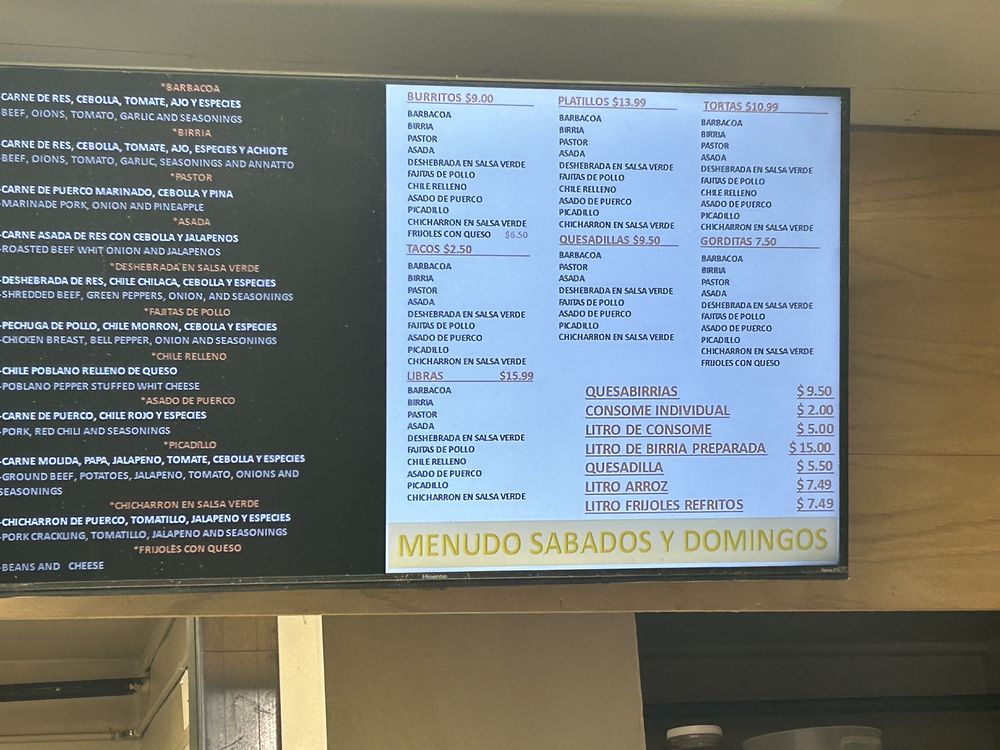 *BARBACOA
-CARNE DE RES, CEBOLLA, TOMATE, AJO Y ESPECIES
-BEEF, OIONS, TOMATO, GARLIC AND SEASONINGS
*BIRRIA
-CARNE DE RES, CEBOLLA, TOMATE, AJO, ESPECIES Y ACHIOTE
-BEEF, OIONS, TOMATO, GARLIC, SEASONINGS AND ANNATTO
*PASTOR
-CARNE DE PUERCO MARINADO, CEBOLLA Y PINA
-MARINADE PORK, ONION AND PINEAPPLE
*ASADA
-CARNE ASADA DE RES CON CEBOLLA Y JALAPENOS
-ROASTED BEEF WHIT ONION AND JALAPENOS
*DESHEBRADA EN SALSA VERDE
-DESHEBRADA DE RES, CHILE CHILACA, CEBOLLA Y ESPECIES
-SHREDDED BEEF, GREEN PEPPERS, ONION, AND SEASONINGS
*FAJITAS DE POLLO
-PECHUGA DE POLLO, CHILE MORRON, CEBOLLA Y ESPECIES
-CHICKEN BREAST, BELL PEPPER, ONION AND SEASONINGS
*CHILE RELLENO
-CHILE POBLANO RELLENO DE QUESO
-POBLANO PEPPER STUFFED WHIT CHEESE
*ASADO DE PUERCO
-CARNE DE PUERCO, CHILE ROJO Y ESPECIES
-PORK, RED CHILI AND SEASONINGS
*PICADILLO
-CARNE MOLIDA, PAPA, JALAPENO, TOMATE, CEBOLLA Y ESPECIES
-GROUND BEEF, POTATOES, JALAPENO, TOMATO, ONIONS AND
SEASONINGS
*CHICHARRON EN SALSA VERDE
-CHICHARRON DE PUERCO, TOMATILLO, JALAPENO Y ESPECIES
-PORK CRACKLING, TOMATILLO, JALAPENO AND SEASONINGS
*FRIJOLES CON QUESO
-BEANS AND CHEESE
BURRITOS $9.00
BARBACOA
BIRRIA
PASTOR
ASADA
DESHEBRADA EN SALSA VERDE
FAJITAS DE POLLO
CHILE RELLENO
ASADO DE PUERCO
PICADILLO
CHICHARRON EN SALSA VERDE
FRIJOLES CON QUESO $6.50
TACOS $2.50
BARBACOA
BIRRIA
PASTOR
ASADA
DESHEBRADA EN SALSA VERDE
FAJITAS DE POLLO
ASADO DE PUERCO
PICADILLO
CHICHARRON EN SALSA VERDE
LIBRAS $15.99
BARBACOA
BIRRIA
PASTOR
ASADA
DESHEBRADA EN SALSA VERDE
FAJITAS DE POLLO
CHILE RELLENO
ASADO DE PUERCO
PICADILLO
CHICHARRON EN SALSA VERDE
PLATILLOS $13.99
BARBACOA
BIRRIA
PASTOR
ASADA
DESHEBRADA EN SALSA VERDE
FAJITAS DE POLLO
CHILE RELLENO
ASADO DE PUERCO
PICADILLO
CHICHARRON EN SALSA VERDE
QUESADILLAS $9.50
BARBACOA
PASTOR
ASADA
DESHEBRADA EN SALSA VERDE
FAJITAS DE POLLO
ASADO DE PUERCO
PICADILLO
CHICHARRON EN SALSA VERDE
TORTAS $10.99
BARBACOA
BIRRIA
PASTOR
ASADA
DESHEBRADA EN SALSA VERDE
FAJITAS DE POLLO
CHILE RELLENO
ASADO DE PUERCO
PICADILLO
CHICHARRON EN SALSA VERDE
GORDITAS 7.50
BARBACOA
BIRRIA
PASTOR
ASADA
DESHEBRADA EN SALSA VERDE
FAJITAS DE POLLO
ASADO DE PUERCO
PICADILLO
CHICHARRON EN SALSA VERDE
FRIJOLES CON QUESO
QUESABIRRIAS $ 9.50
CONSOME INDIVIDUAL $ 2.00
LITRO DE CONSOME $ 5.00
LITRO DE BIRRIA PREPARADA $ 15.00
QUESADILLA $ 5.50
LITRO ARROZ $ 7.49
LITRO FRIJOLES REFRITOS $ 7.49
MENUDO SABADOS Y DOMINGOS
Hisense